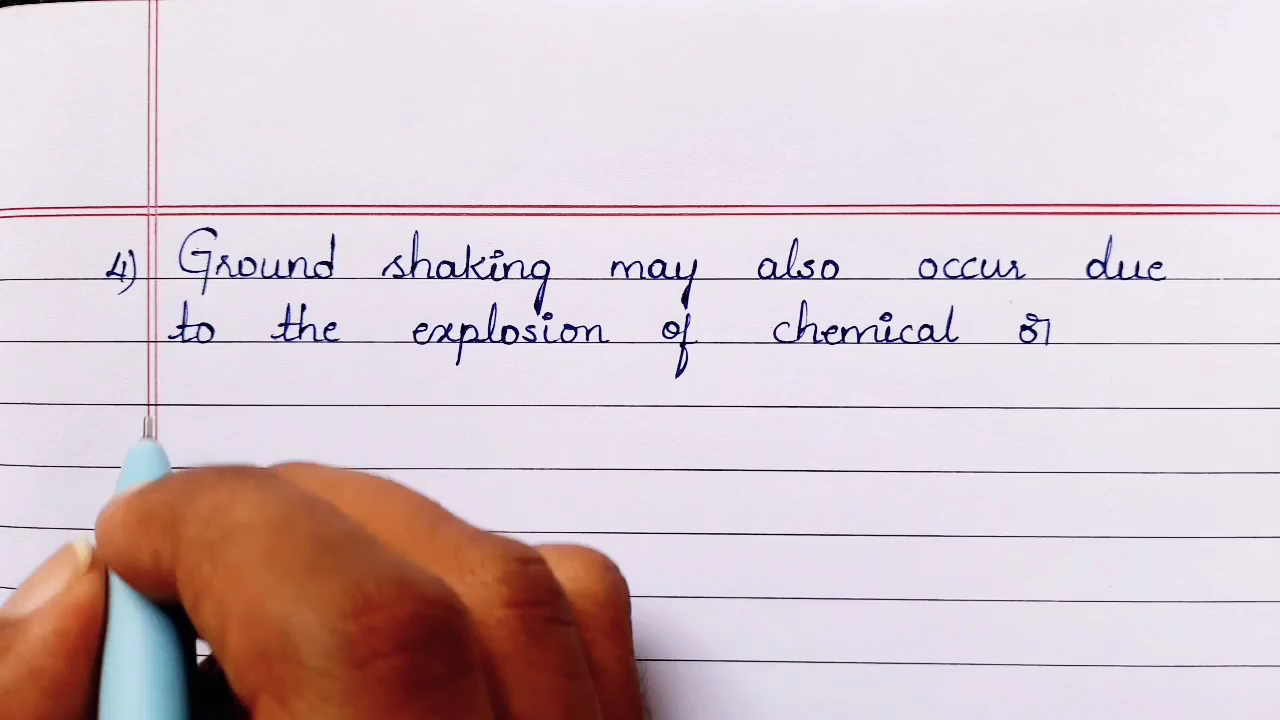 4) Ground shaking may also occur due
to the explosion of chemical or